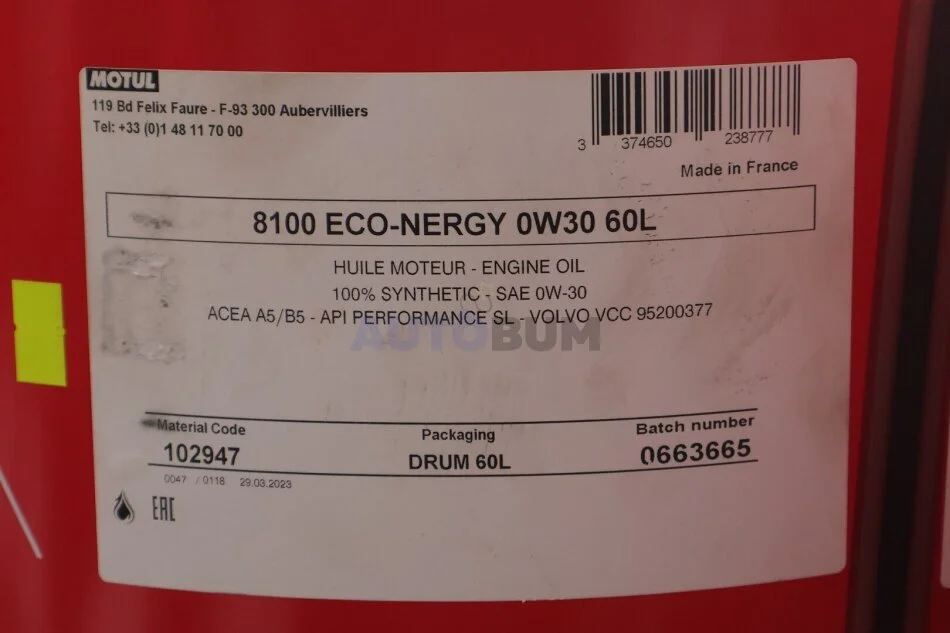 MOTUL
119 Bd Felix Faure - F-93 300 Aubervilliers
Tel: +33 (0)1 48 11 70 00
3 374650 238777
Made in France
8100 ECO-NERGY 0W30 60L
HUILE MOTEUR - ENGINE OIL
100% SYNTHETIC - SAE 0W-30
ACEA A5/B5 - API PERFORMANCE SL - VOLVO VCC 95200377
AUTOBUM
Material Code
Packaging
Batch number
102947
DRUM 60L
0663665
0047 / 0118 29.03.2023
EAC